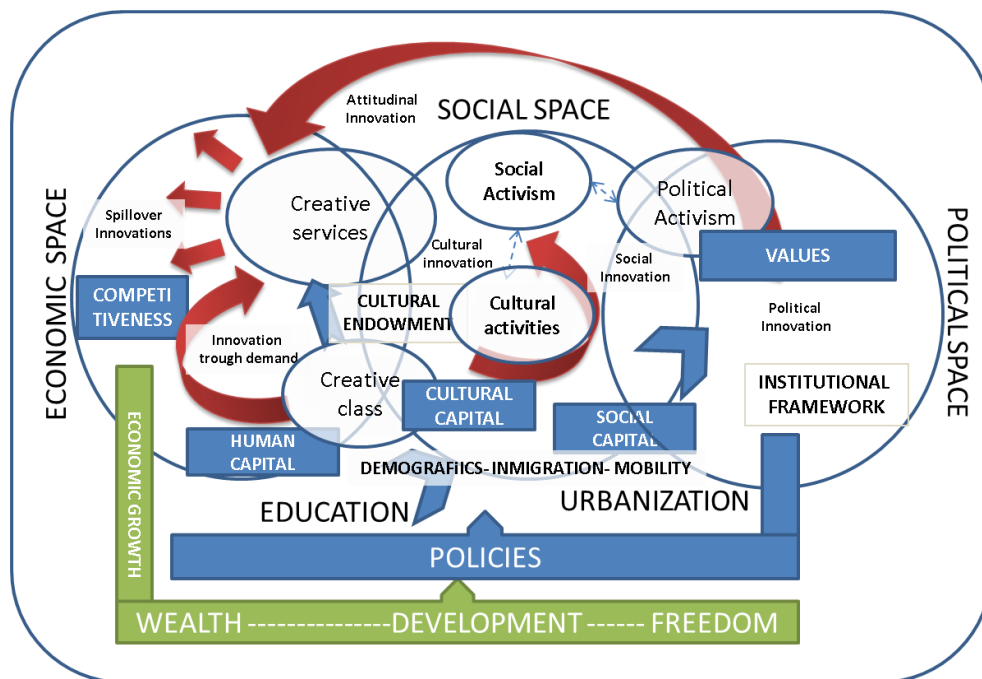 Attitudinal
Innovation
SOCIAL SPACE
ECONOMIC SPACE
POLITICAL SPACE
Social
Activism
Political
Activism
Creative
services
Spillover
Innovations
Cultural
innovation
Social
Innovation
VALUES
COMPETI
TIVENESS
CULTURAL
ENDOWMENT
Cultural
activities
Political
Innovation
Innovation
trough demand
Creative
class
CULTURAL
CAPITAL
SOCIAL
CAPITAL
INSTITUTIONAL
FRAMEWORK
HUMAN
CAPITAL
DEMOGRAFiICS- INMIGRATION- MOBILITY
EDUCATION
URBANIZATION
ECONOMIC GROWTH
POLICIES
WEALTH ---------------DEVELOPMENT ------ FREEDOM